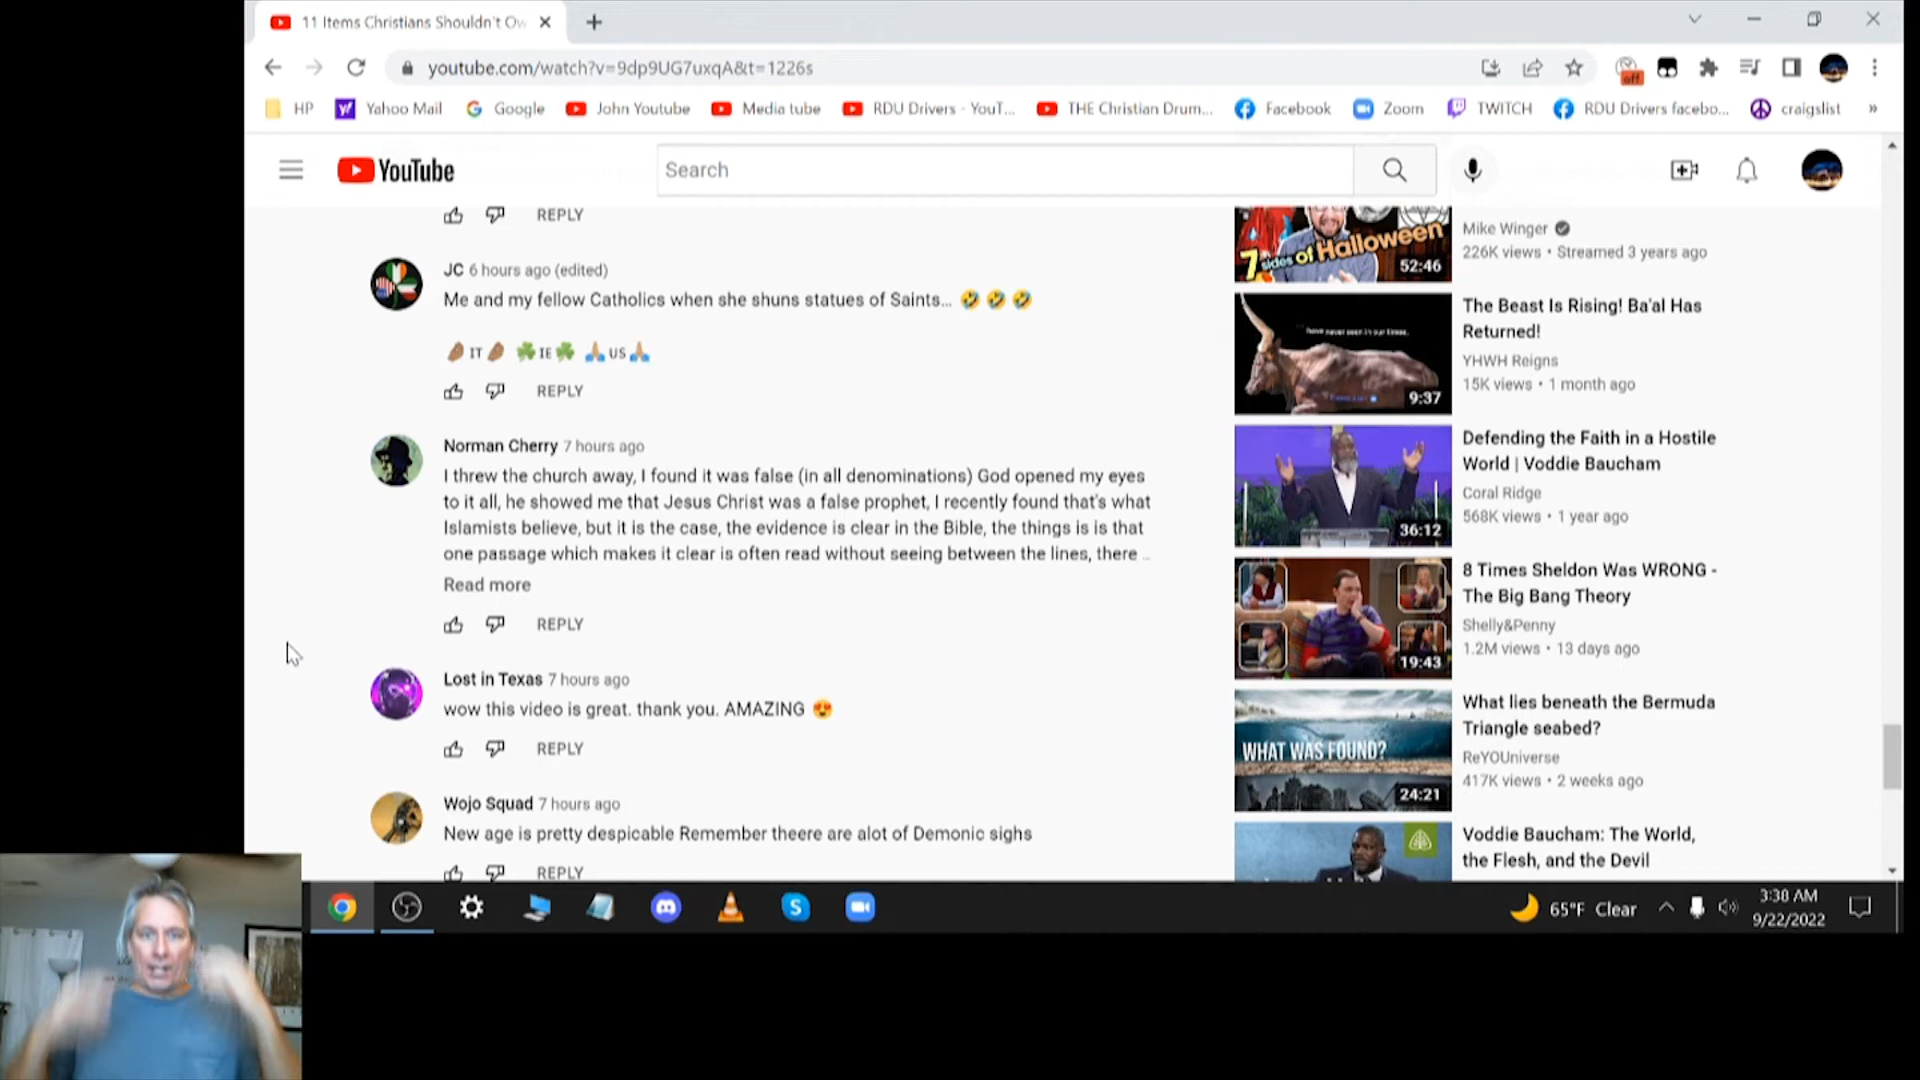 11 Items Christians Shouldn't Ow
youtube.com/watch?v=9dp9UG7uxqA&t=1226s
off
HP
Yahoo Mail
Google
John Youtube
Media tube
RDU Drivers - YouT...
THE Christian Drum...
Facebook
Zoom
TWITCH
RDU Drivers facebo...
craigslist
»
YouTube
Search
REPLY
JC 6 hours ago (edited)
Me and my fellow Catholics when she shuns statues of Saints... 🤣 🤣 🤣
🤌🏽 IT 🤌🏽 ☘️ IE ☘️ 🙏🏼 US 🙏🏼
REPLY
Norman Cherry 7 hours ago
I threw the church away, I found it was false (in all denominations) God opened my eyes
to it all, he showed me that Jesus Christ was a false prophet, I recently found that's what
Islamists believe, but it is the case, the evidence is clear in the Bible, the things is is that
one passage which makes it clear is often read without seeing between the lines, there ...
Read more
REPLY
Lost in Texas 7 hours ago
wow this video is great. thank you. AMAZING 😍
REPLY
Wojo Squad 7 hours ago
New age is pretty despicable Remember theere are alot of Demonic sighs
REPLY
7 sides of Halloween
52:46
Mike Winger
226K views • Streamed 3 years ago
9:37
The Beast Is Rising! Ba'al Has
Returned!
YHWH Reigns
15K views • 1 month ago
36:12
Defending the Faith in a Hostile
World | Voddie Baucham
Coral Ridge
568K views • 1 year ago
19:43
8 Times Sheldon Was WRONG -
The Big Bang Theory
Shelly&Penny
1.2M views • 13 days ago
WHAT WAS FOUND?
24:21
What lies beneath the Bermuda
Triangle seabed?
ReYOUniverse
417K views • 2 weeks ago
Voddie Baucham: The World,
the Flesh, and the Devil
65°F Clear
3:38 AM
9/22/2022